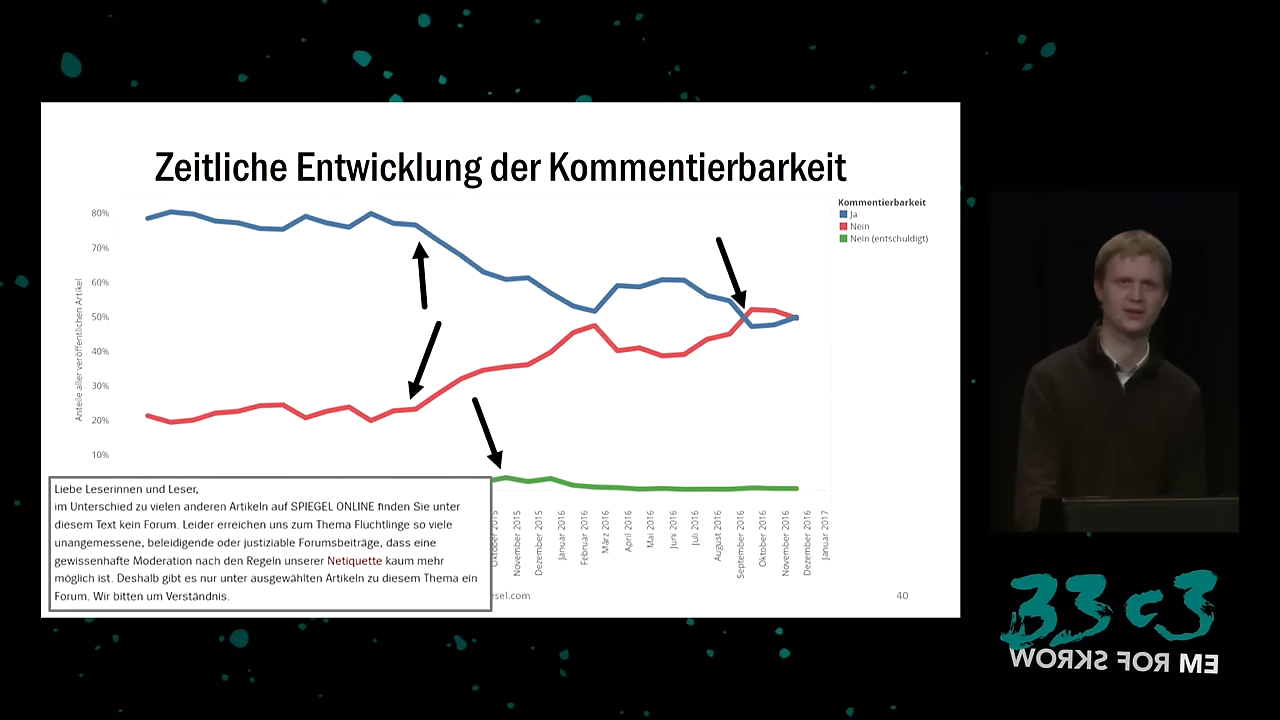 Zeitliche Entwicklung der Kommentierbarkeit
Kommentierbarkeit
Ja
Nein
Nein (entschuldigt)
Anteile aller veröffentlichen Artikel
80%
70%
60%
50%
40%
30%
20%
10%
Oktober 2015
November 2015
Dezember 2015
Januar 2016
Februar 2016
März 2016
April 2016
Mai 2016
Juni 2016
Juli 2016
August 2016
September 2016
Oktober 2016
November 2016
Dezember 2016
Januar 2017
Liebe Leserinnen und Leser,
im Unterschied zu vielen anderen Artikeln auf SPIEGEL ONLINE finden Sie unter
diesem Text kein Forum. Leider erreichen uns zum Thema Flüchtlinge so viele
unangemessene, beleidigende oder justiziable Forumsbeiträge, dass eine
gewissenhafte Moderation nach den Regeln unserer Netiquette kaum mehr
möglich ist. Deshalb gibt es nur unter ausgewählten Artikeln zu diesem Thema ein
Forum. Wir bitten um Verständnis.
esel.com
40
33c3
WORKS FOR ME